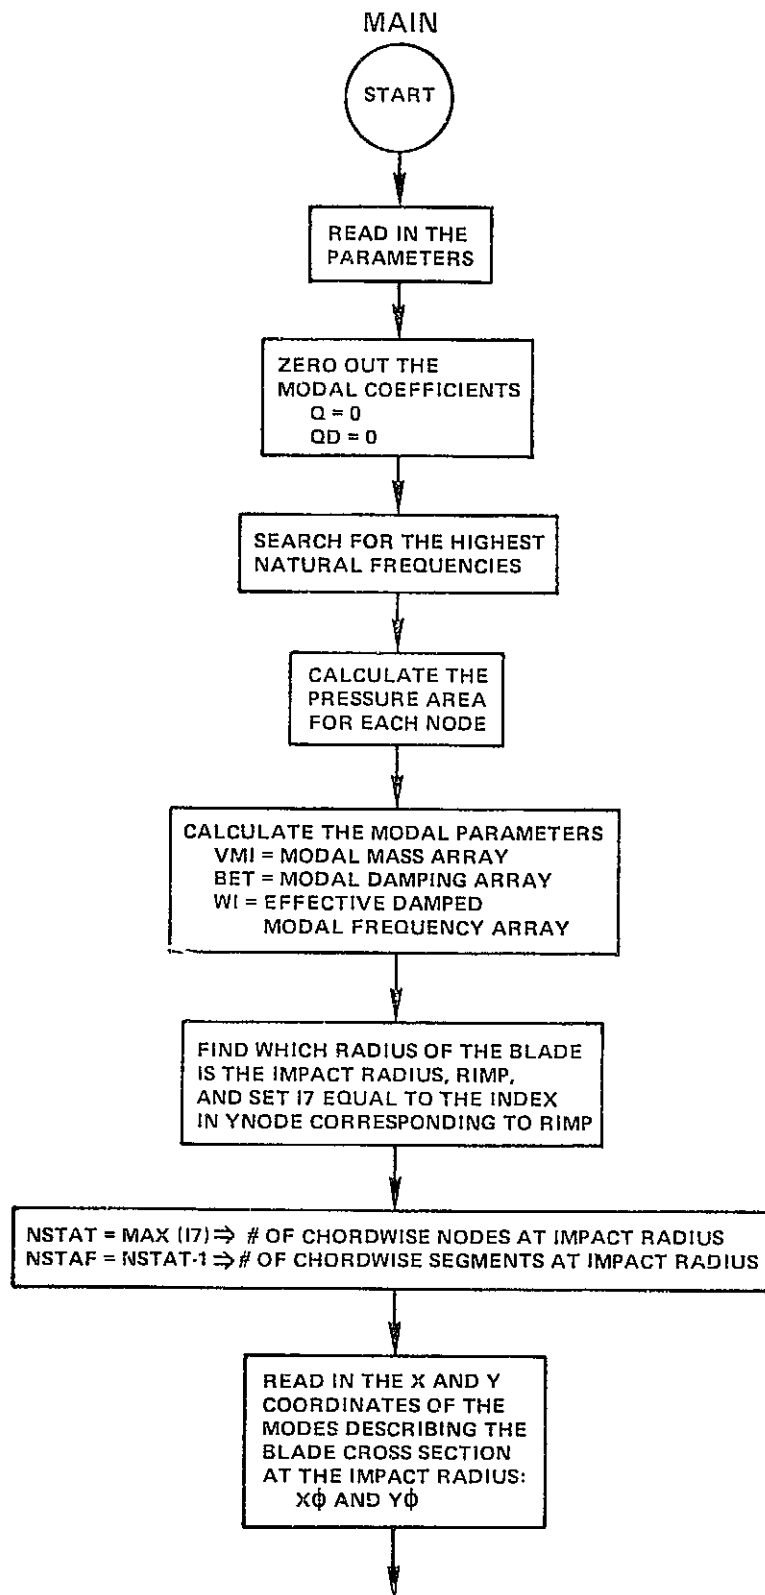 MAIN
START
READ IN THE
PARAMETERS
ZERO OUT THE
MODAL COEFFICIENTS
Q = 0
QD = 0
SEARCH FOR THE HIGHEST
NATURAL FREQUENCIES
CALCULATE THE
PRESSURE AREA
FOR EACH NODE
CALCULATE THE MODAL PARAMETERS
VMI = MODAL MASS ARRAY
BET = MODAL DAMPING ARRAY
WI = EFFECTIVE DAMPED
MODAL FREQUENCY ARRAY
FIND WHICH RADIUS OF THE BLADE
IS THE IMPACT RADIUS, RIMP,
AND SET I7 EQUAL TO THE INDEX
IN YNODE CORRESPONDING TO RIMP
NSTAT = MAX (I7) ⇒ # OF CHORDWISE NODES AT IMPACT RADIUS
NSTAF = NSTAT-1 ⇒ # OF CHORDWISE SEGMENTS AT IMPACT RADIUS
READ IN THE X AND Y
COORDINATES OF THE
MODES DESCRIBING THE
BLADE CROSS SECTION
AT THE IMPACT RADIUS:
Xϕ AND Yϕ